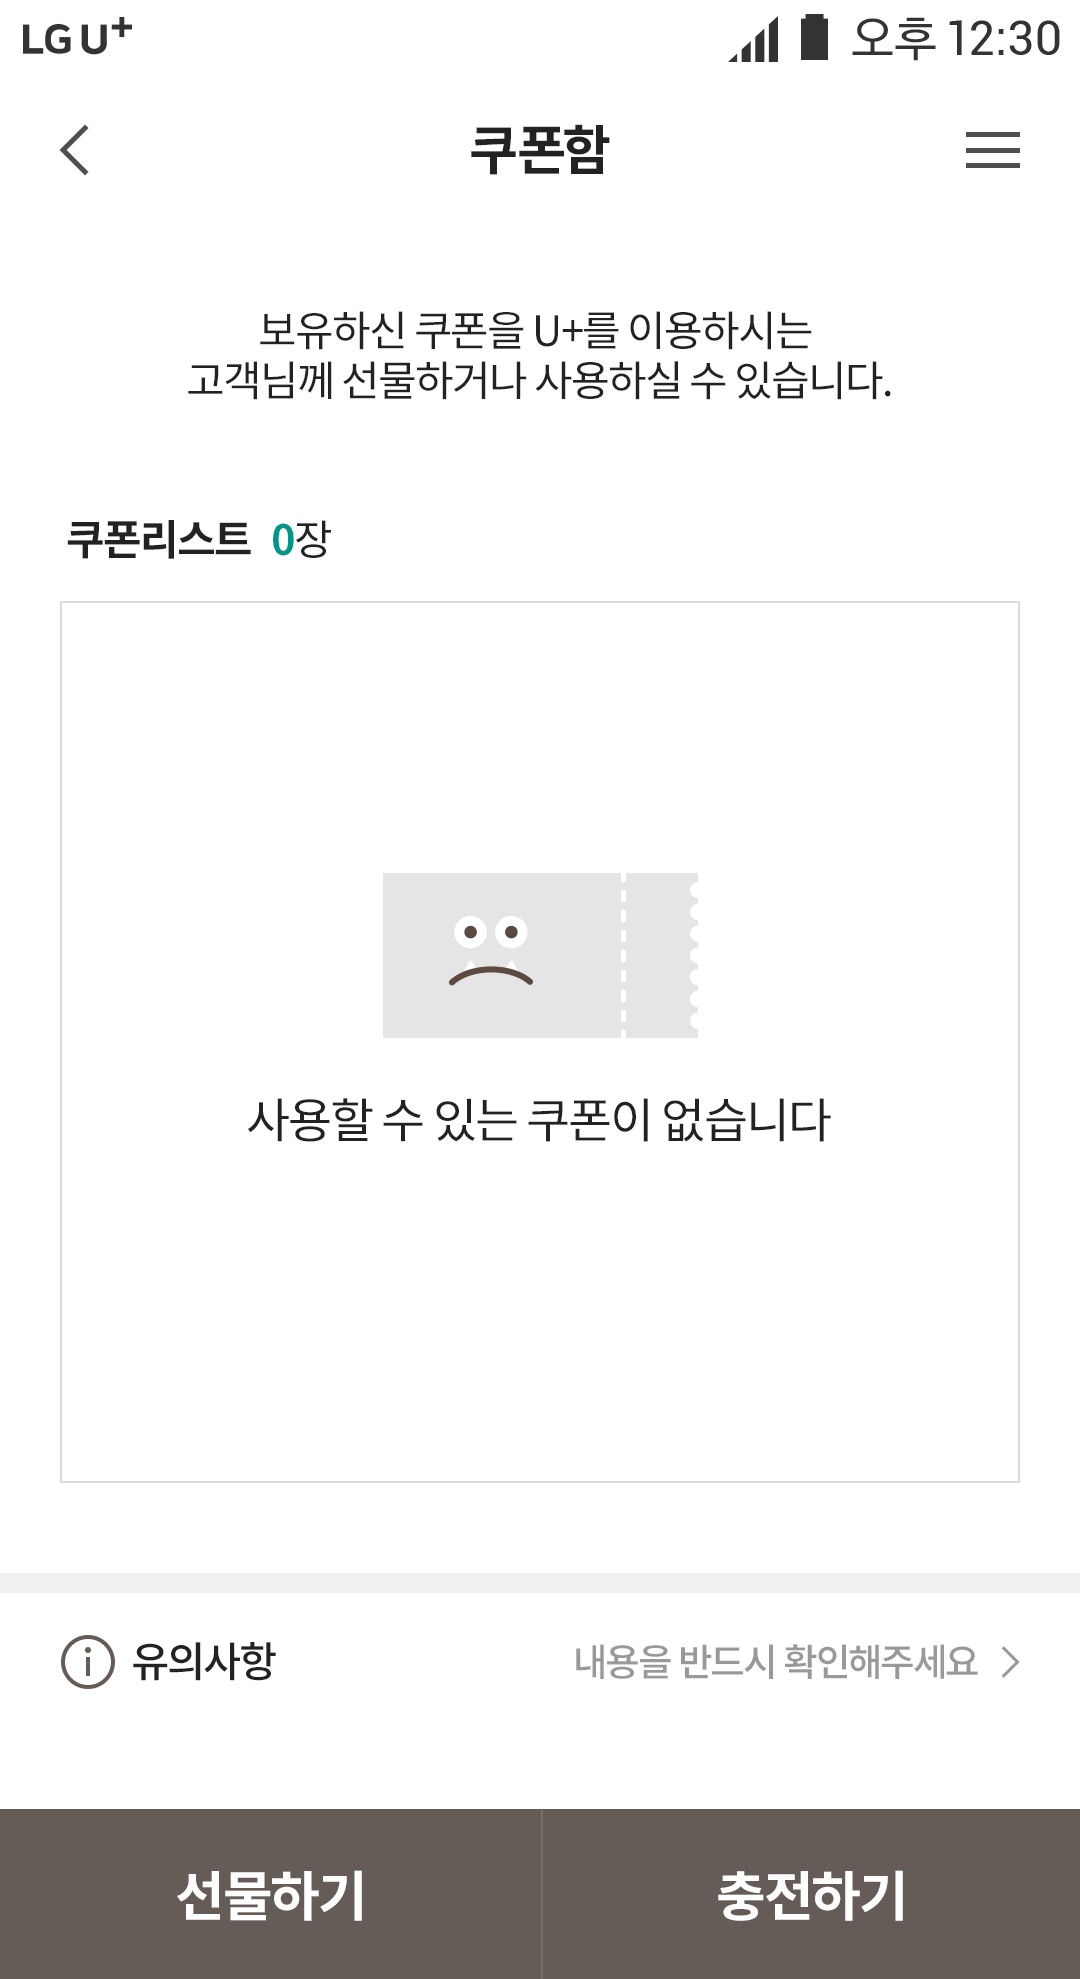 LG U+ 오후 12:30
쿠폰함
보유하신 쿠폰을 U+를 이용하시는
고객님께 선물하거나 사용하실 수 있습니다.
쿠폰리스트 0장
사용할 수 있는 쿠폰이 없습니다
유의사항 내용을 반드시 확인해주세요
선물하기 충전하기